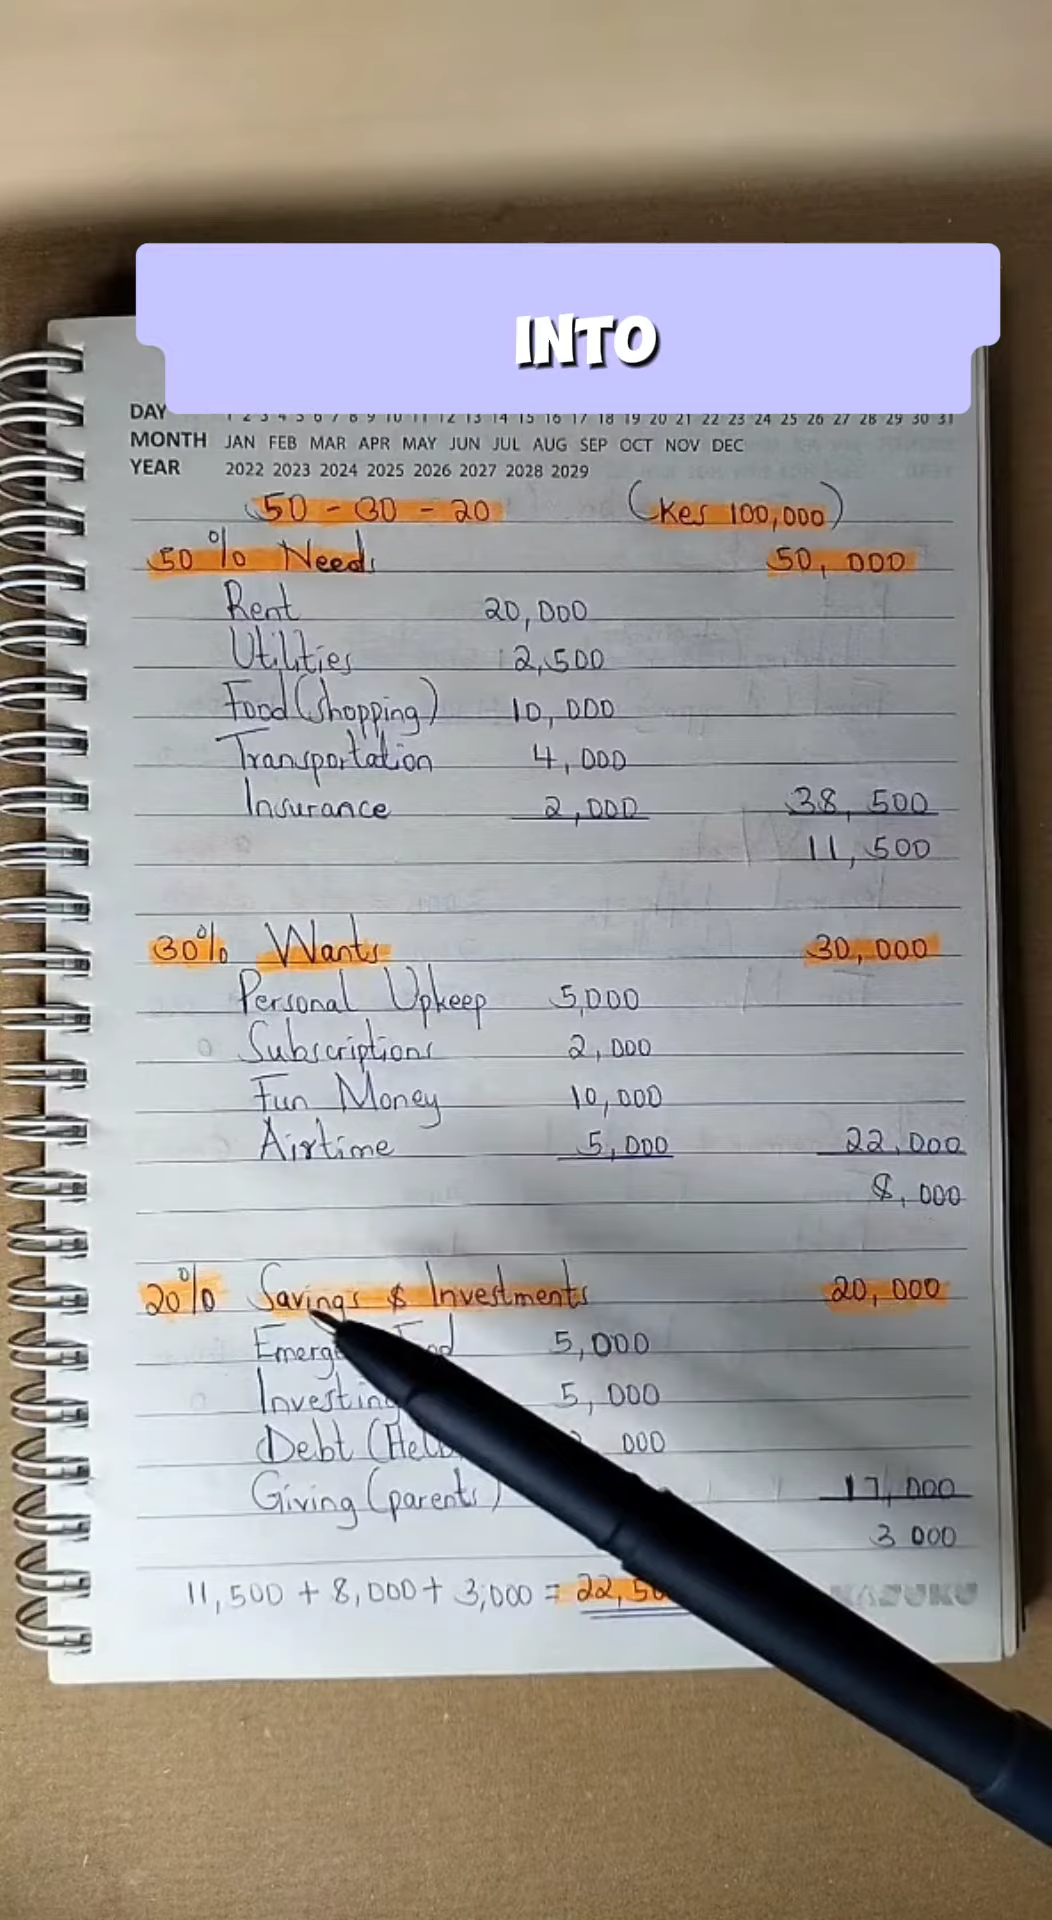 INTO
DAY 1 2 3 4 5 6 7 8 9 10 11 12 13 14 15 16 17 18 19 20 21 22 23 24 25 26 27 28 29 30 31
MONTH JAN FEB MAR APR MAY JUN JUL AUG SEP OCT NOV DEC
YEAR 2022 2023 2024 2025 2026 2027 2028 2029
50 - 30 - 20 (Kes 100,000)
50% Needs 50,000
Rent 20,000
Utilities 2,500
Food (shopping) 10,000
Transportation 4,000
Insurance 2,000 38,500
11,500
30% Wants 30,000
Personal Upkeep 5,000
Subscriptions 2,000
Fun Money 10,000
Airtime 5,000 22,000
8,000
20% Savings $ Investments 20,000
5,000
Investing 5,000
Debt 000
Giving (parents) 17,000
3 000
11,500 + 8,000 + 3,000 =
KASUKU